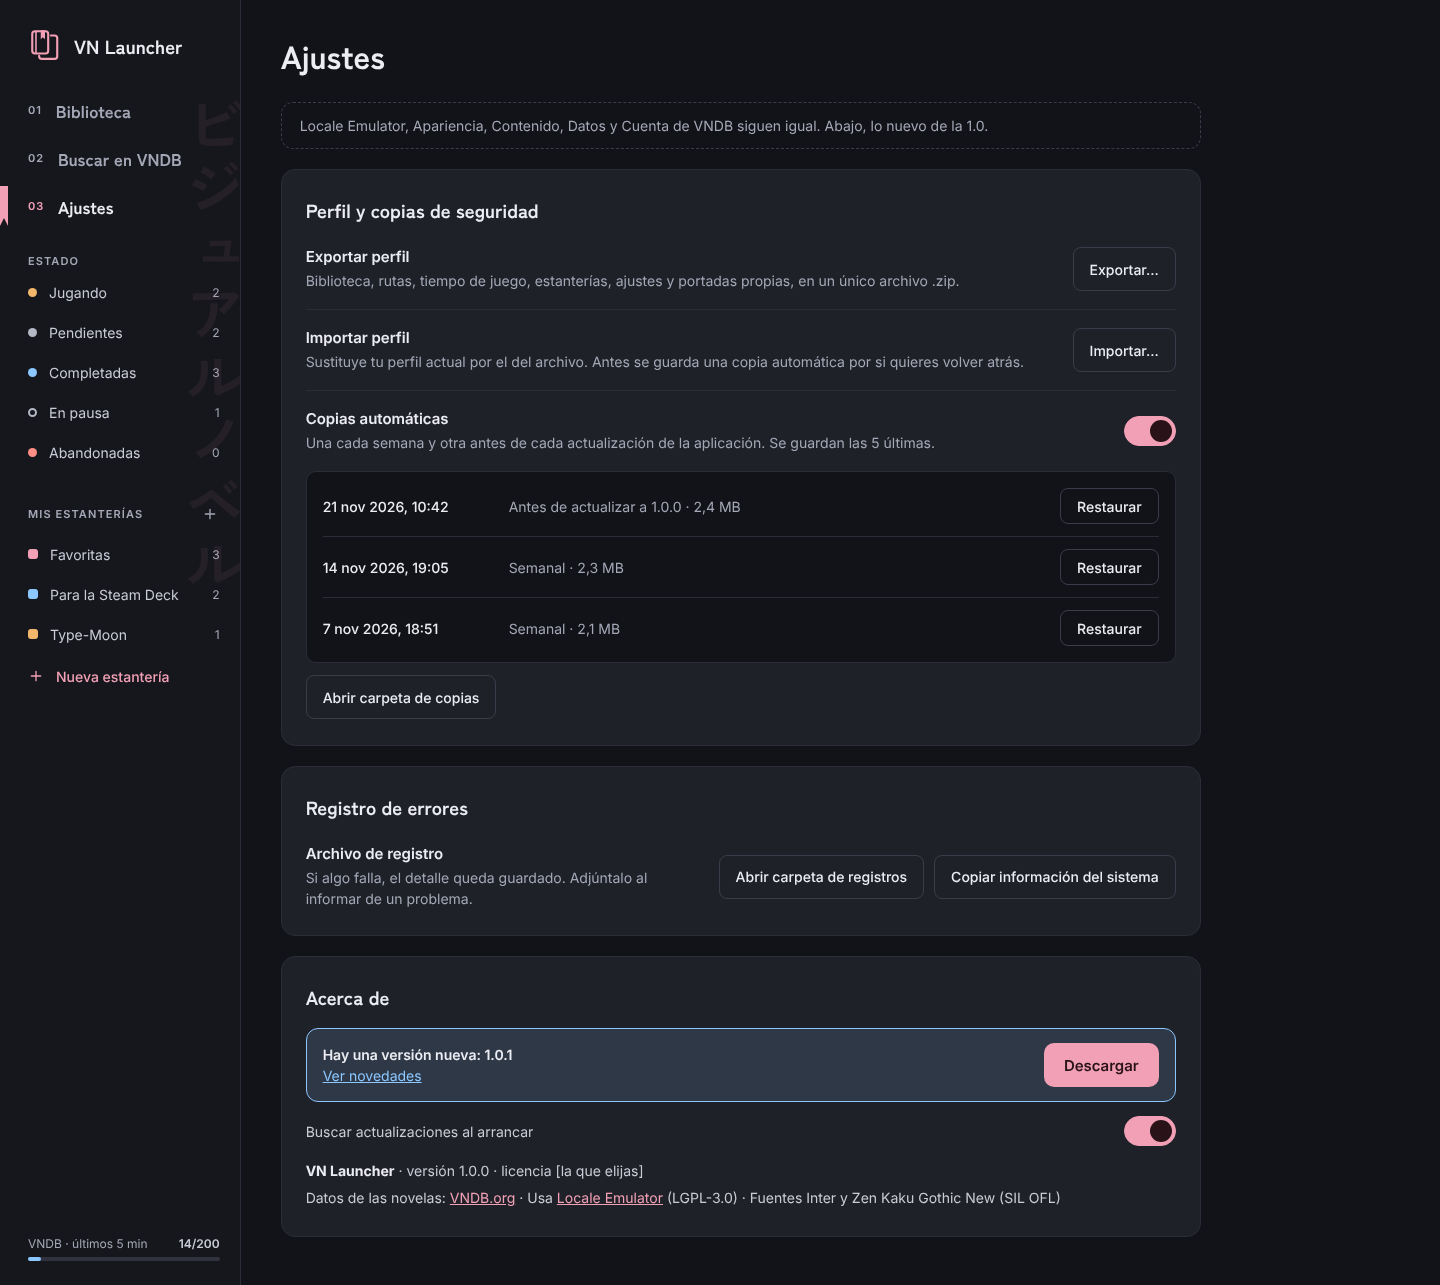 VN Launcher
01 Biblioteca
02 Buscar en VNDB
03 Ajustes
ビジュアルノベル
ESTADO
Jugando 2
Pendientes 2
Completadas 3
En pausa 1
Abandonadas 0
MIS ESTANTERÍAS +
Favoritas 3
Para la Steam Deck 2
Type-Moon 1
+ Nueva estantería
VNDB · últimos 5 min 14/200
Ajustes
Locale Emulator, Apariencia, Contenido, Datos y Cuenta de VNDB siguen igual. Abajo, lo nuevo de la 1.0.
Perfil y copias de seguridad
Exportar perfil
Biblioteca, rutas, tiempo de juego, estanterías, ajustes y portadas propias, en un único archivo .zip.
Exportar...
Importar perfil
Sustituye tu perfil actual por el del archivo. Antes se guarda una copia automática por si quieres volver atrás.
Importar...
Copias automáticas
Una cada semana y otra antes de cada actualización de la aplicación. Se guardan las 5 últimas.
21 nov 2026, 10:42 Antes de actualizar a 1.0.0 · 2,4 MB Restaurar
14 nov 2026, 19:05 Semanal · 2,3 MB Restaurar
7 nov 2026, 18:51 Semanal · 2,1 MB Restaurar
Abrir carpeta de copias
Registro de errores
Archivo de registro
Si algo falla, el detalle queda guardado. Adjúntalo al
informar de un problema.
Abrir carpeta de registros Copiar información del sistema
Acerca de
Hay una versión nueva: 1.0.1
Ver novedades
Descargar
Buscar actualizaciones al arrancar
VN Launcher · versión 1.0.0 · licencia [la que elijas]
Datos de las novelas: VNDB.org · Usa Locale Emulator (LGPL-3.0) · Fuentes Inter y Zen Kaku Gothic New (SIL OFL)